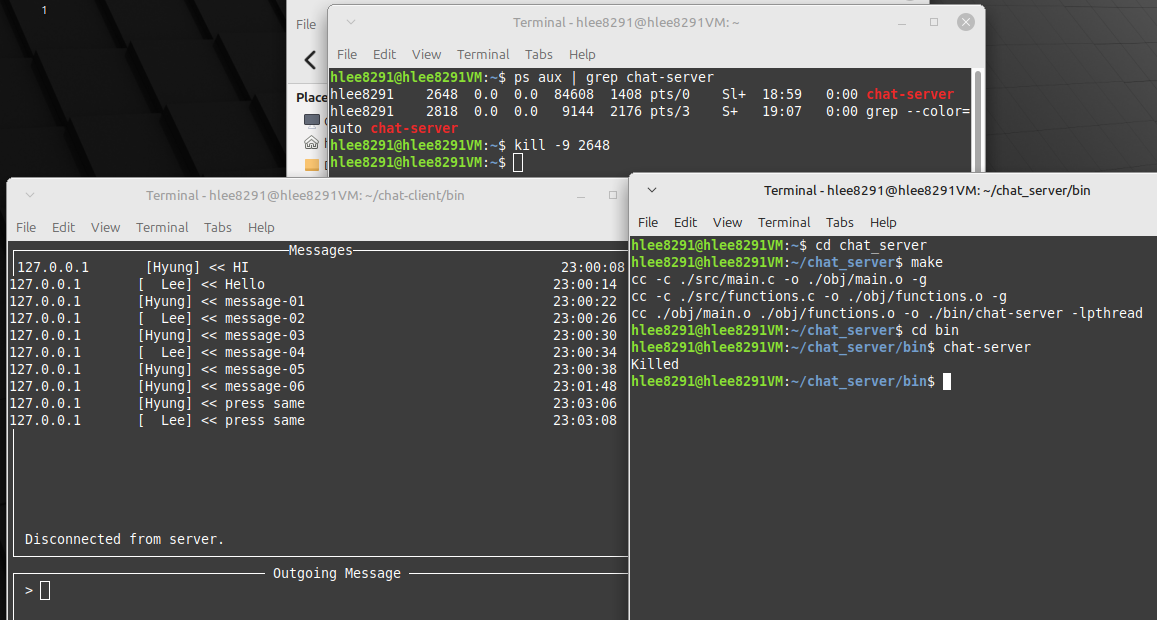 1
File
Place
Terminal - hlee8291@hlee8291VM: ~
File Edit View Terminal Tabs Help
hlee8291@hlee8291VM:~$ ps aux | grep chat-server
hlee8291    2648  0.0  0.0  84608  1408 pts/0    Sl+  18:59   0:00 chat-server
hlee8291    2818  0.0  0.0   9144  2176 pts/3    S+   19:07   0:00 grep --color=
auto chat-server
hlee8291@hlee8291VM:~$ kill -9 2648
hlee8291@hlee8291VM:~$
Terminal - hlee8291@hlee8291VM: ~/chat-client/bin
File Edit View Terminal Tabs Help
Messages
127.0.0.1       [Hyung] << HI                                       23:00:08
127.0.0.1       [  Lee] << Hello                                    23:00:14
127.0.0.1       [Hyung] << message-01                               23:00:22
127.0.0.1       [  Lee] << message-02                               23:00:26
127.0.0.1       [Hyung] << message-03                               23:00:30
127.0.0.1       [  Lee] << message-04                               23:00:34
127.0.0.1       [Hyung] << message-05                               23:00:38
127.0.0.1       [Hyung] << message-06                               23:01:48
127.0.0.1       [Hyung] << press same                               23:03:06
127.0.0.1       [  Lee] << press same                               23:03:08
Disconnected from server.
Outgoing Message
>
Terminal - hlee8291@hlee8291VM: ~/chat_server/bin
File Edit View Terminal Tabs Help
hlee8291@hlee8291VM:~$ cd chat_server
hlee8291@hlee8291VM:~/chat_server$ make
cc -c ./src/main.c -o ./obj/main.o -g
cc -c ./src/functions.c -o ./obj/functions.o -g
cc ./obj/main.o ./obj/functions.o -o ./bin/chat-server -lpthread
hlee8291@hlee8291VM:~/chat_server$ cd bin
hlee8291@hlee8291VM:~/chat_server/bin$ chat-server
Killed
hlee8291@hlee8291VM:~/chat_server/bin$